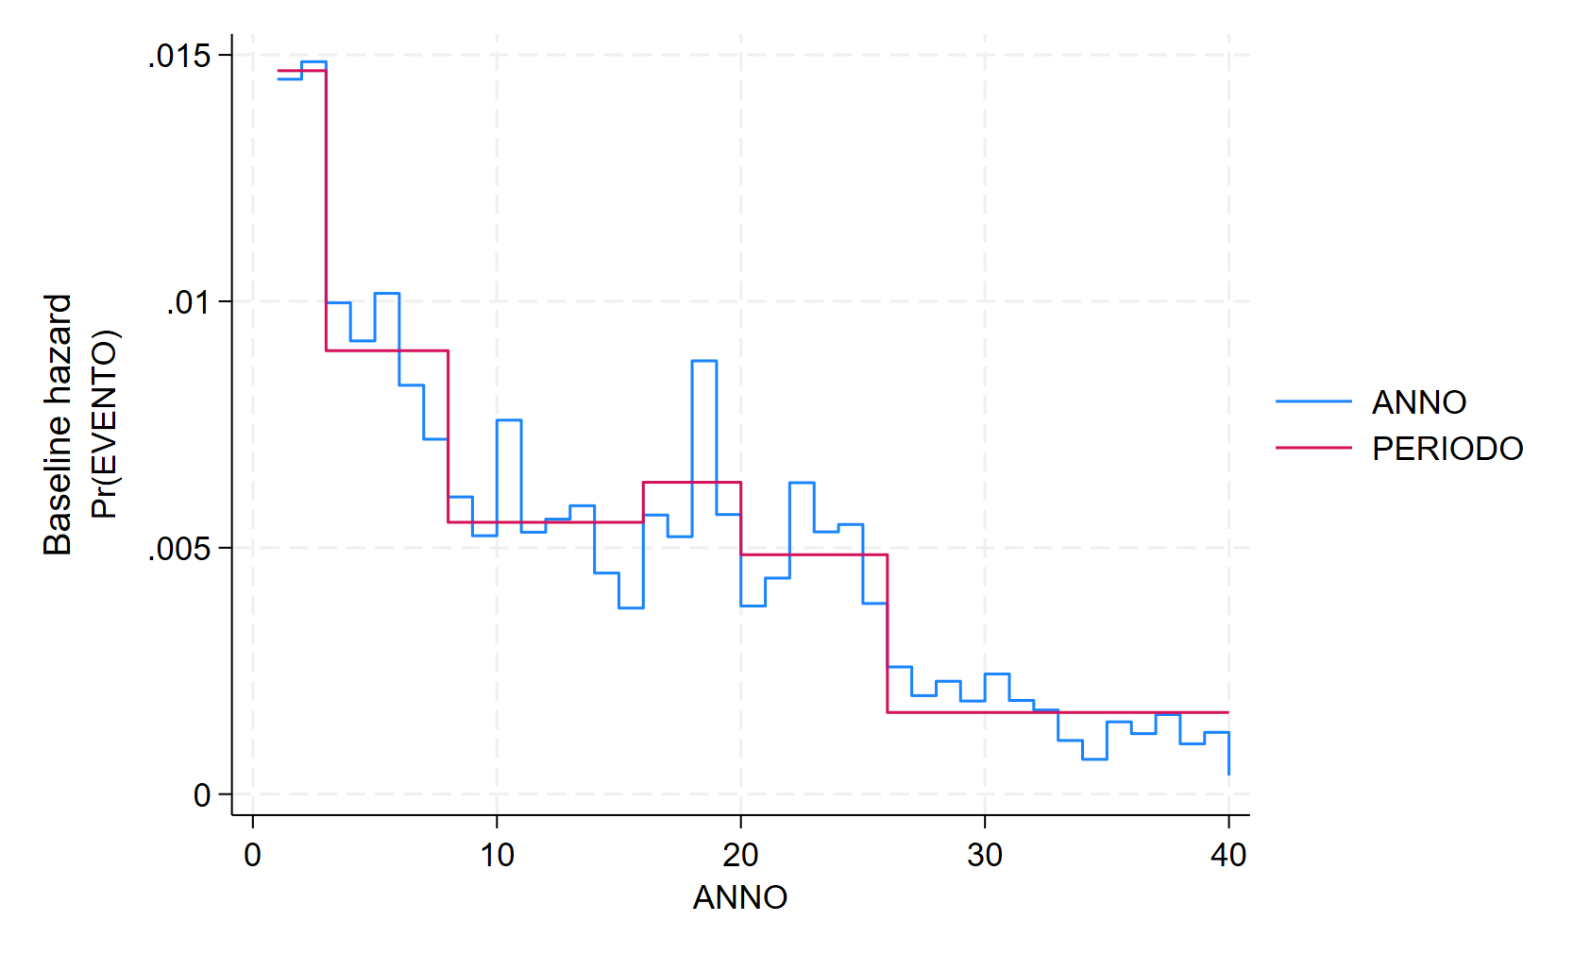 Baseline hazard
Pr(EVENTO)
.015
.01
.005
0
0 10 20 30 40
ANNO
ANNO
PERIODO